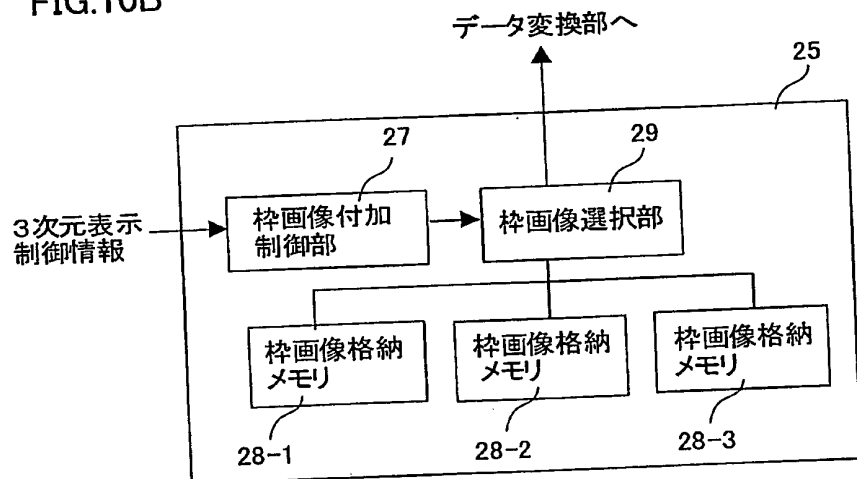 FIG.10B
データ変換部へ
25
27
29
3次元表示
制御情報
枠画像付加
制御部
枠画像選択部
枠画像格納
メモリ
枠画像格納
メモリ
枠画像格納
メモリ
28-1
28-2
28-3